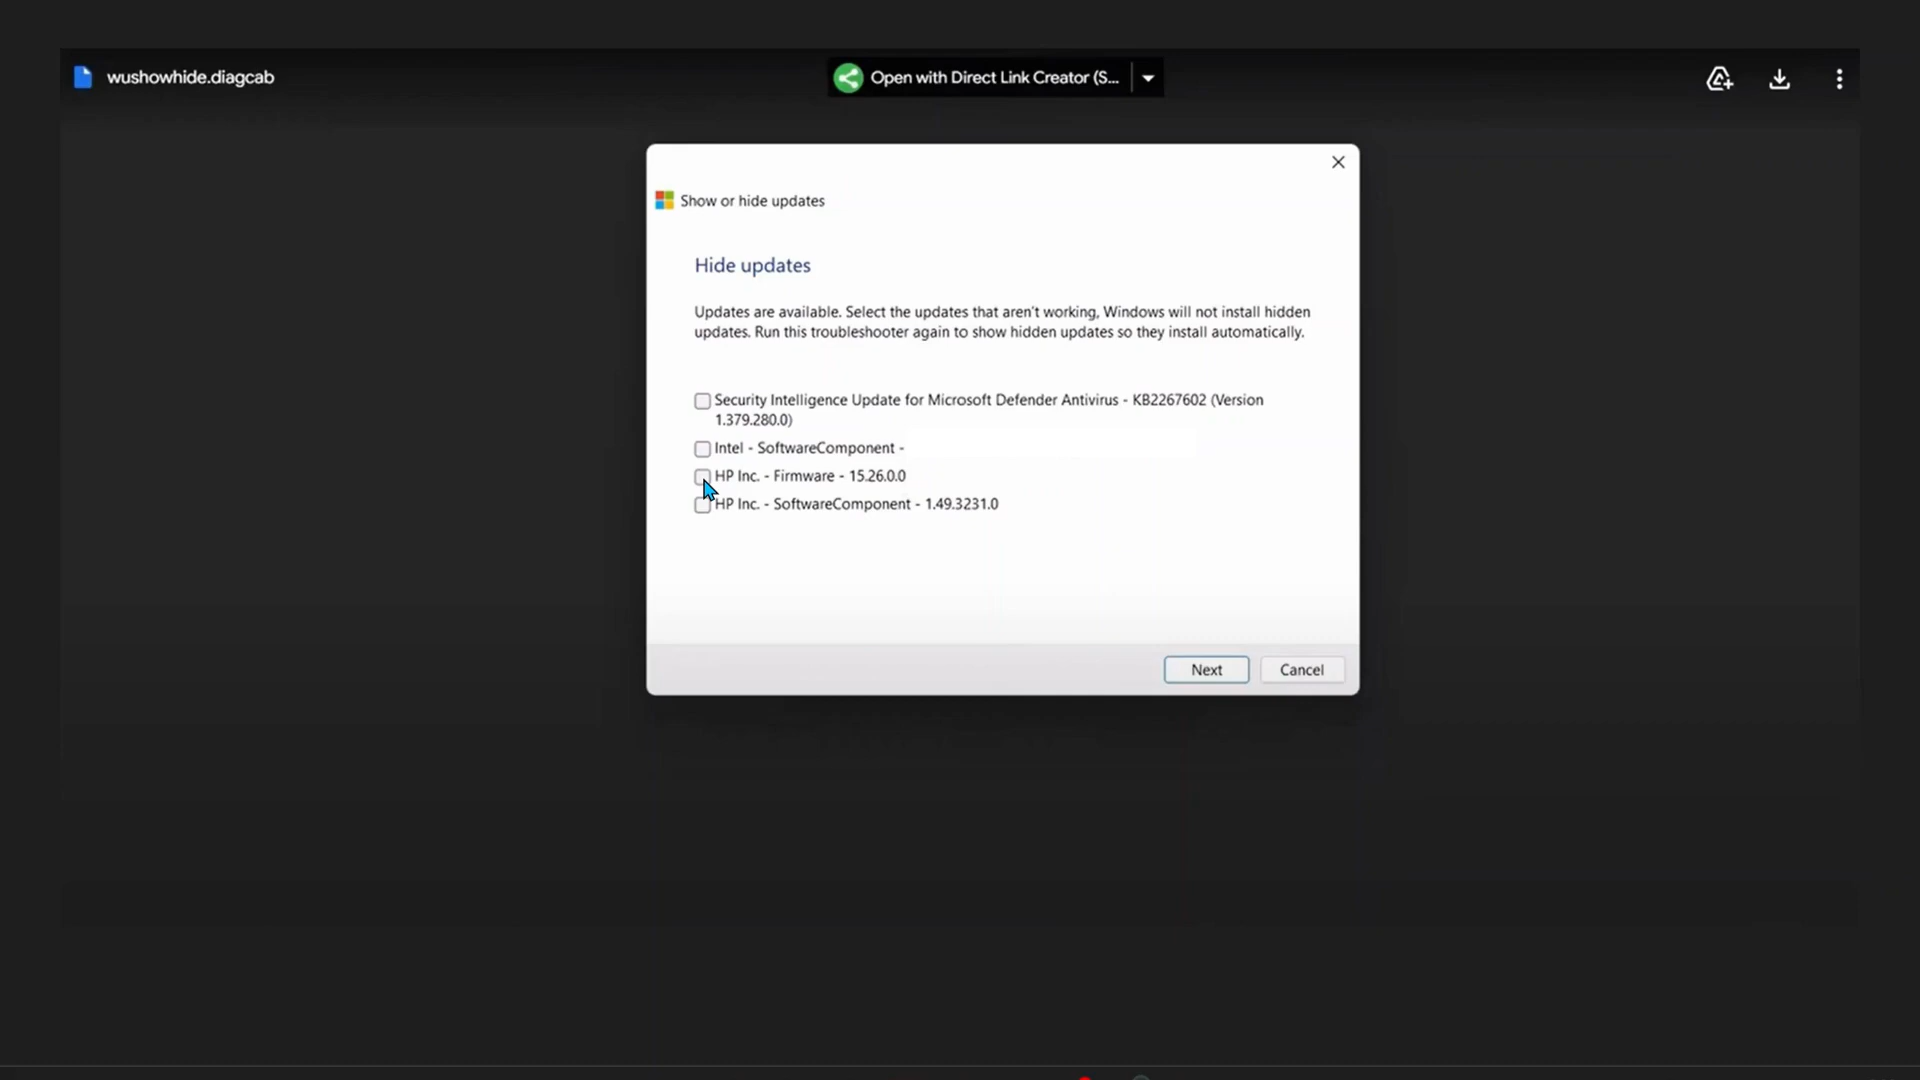 wushowhide.diagcab
Open with Direct Link Creator (S...
Show or hide updates
Hide updates
Updates are available. Select the updates that aren't working, Windows will not install hidden
updates. Run this troubleshooter again to show hidden updates so they install automatically.
Security Intelligence Update for Microsoft Defender Antivirus - KB2267602 (Version
1.379.280.0)
Intel - SoftwareComponent -
HP Inc. - Firmware - 15.26.0.0
HP Inc. - SoftwareComponent - 1.49.3231.0
Next Cancel